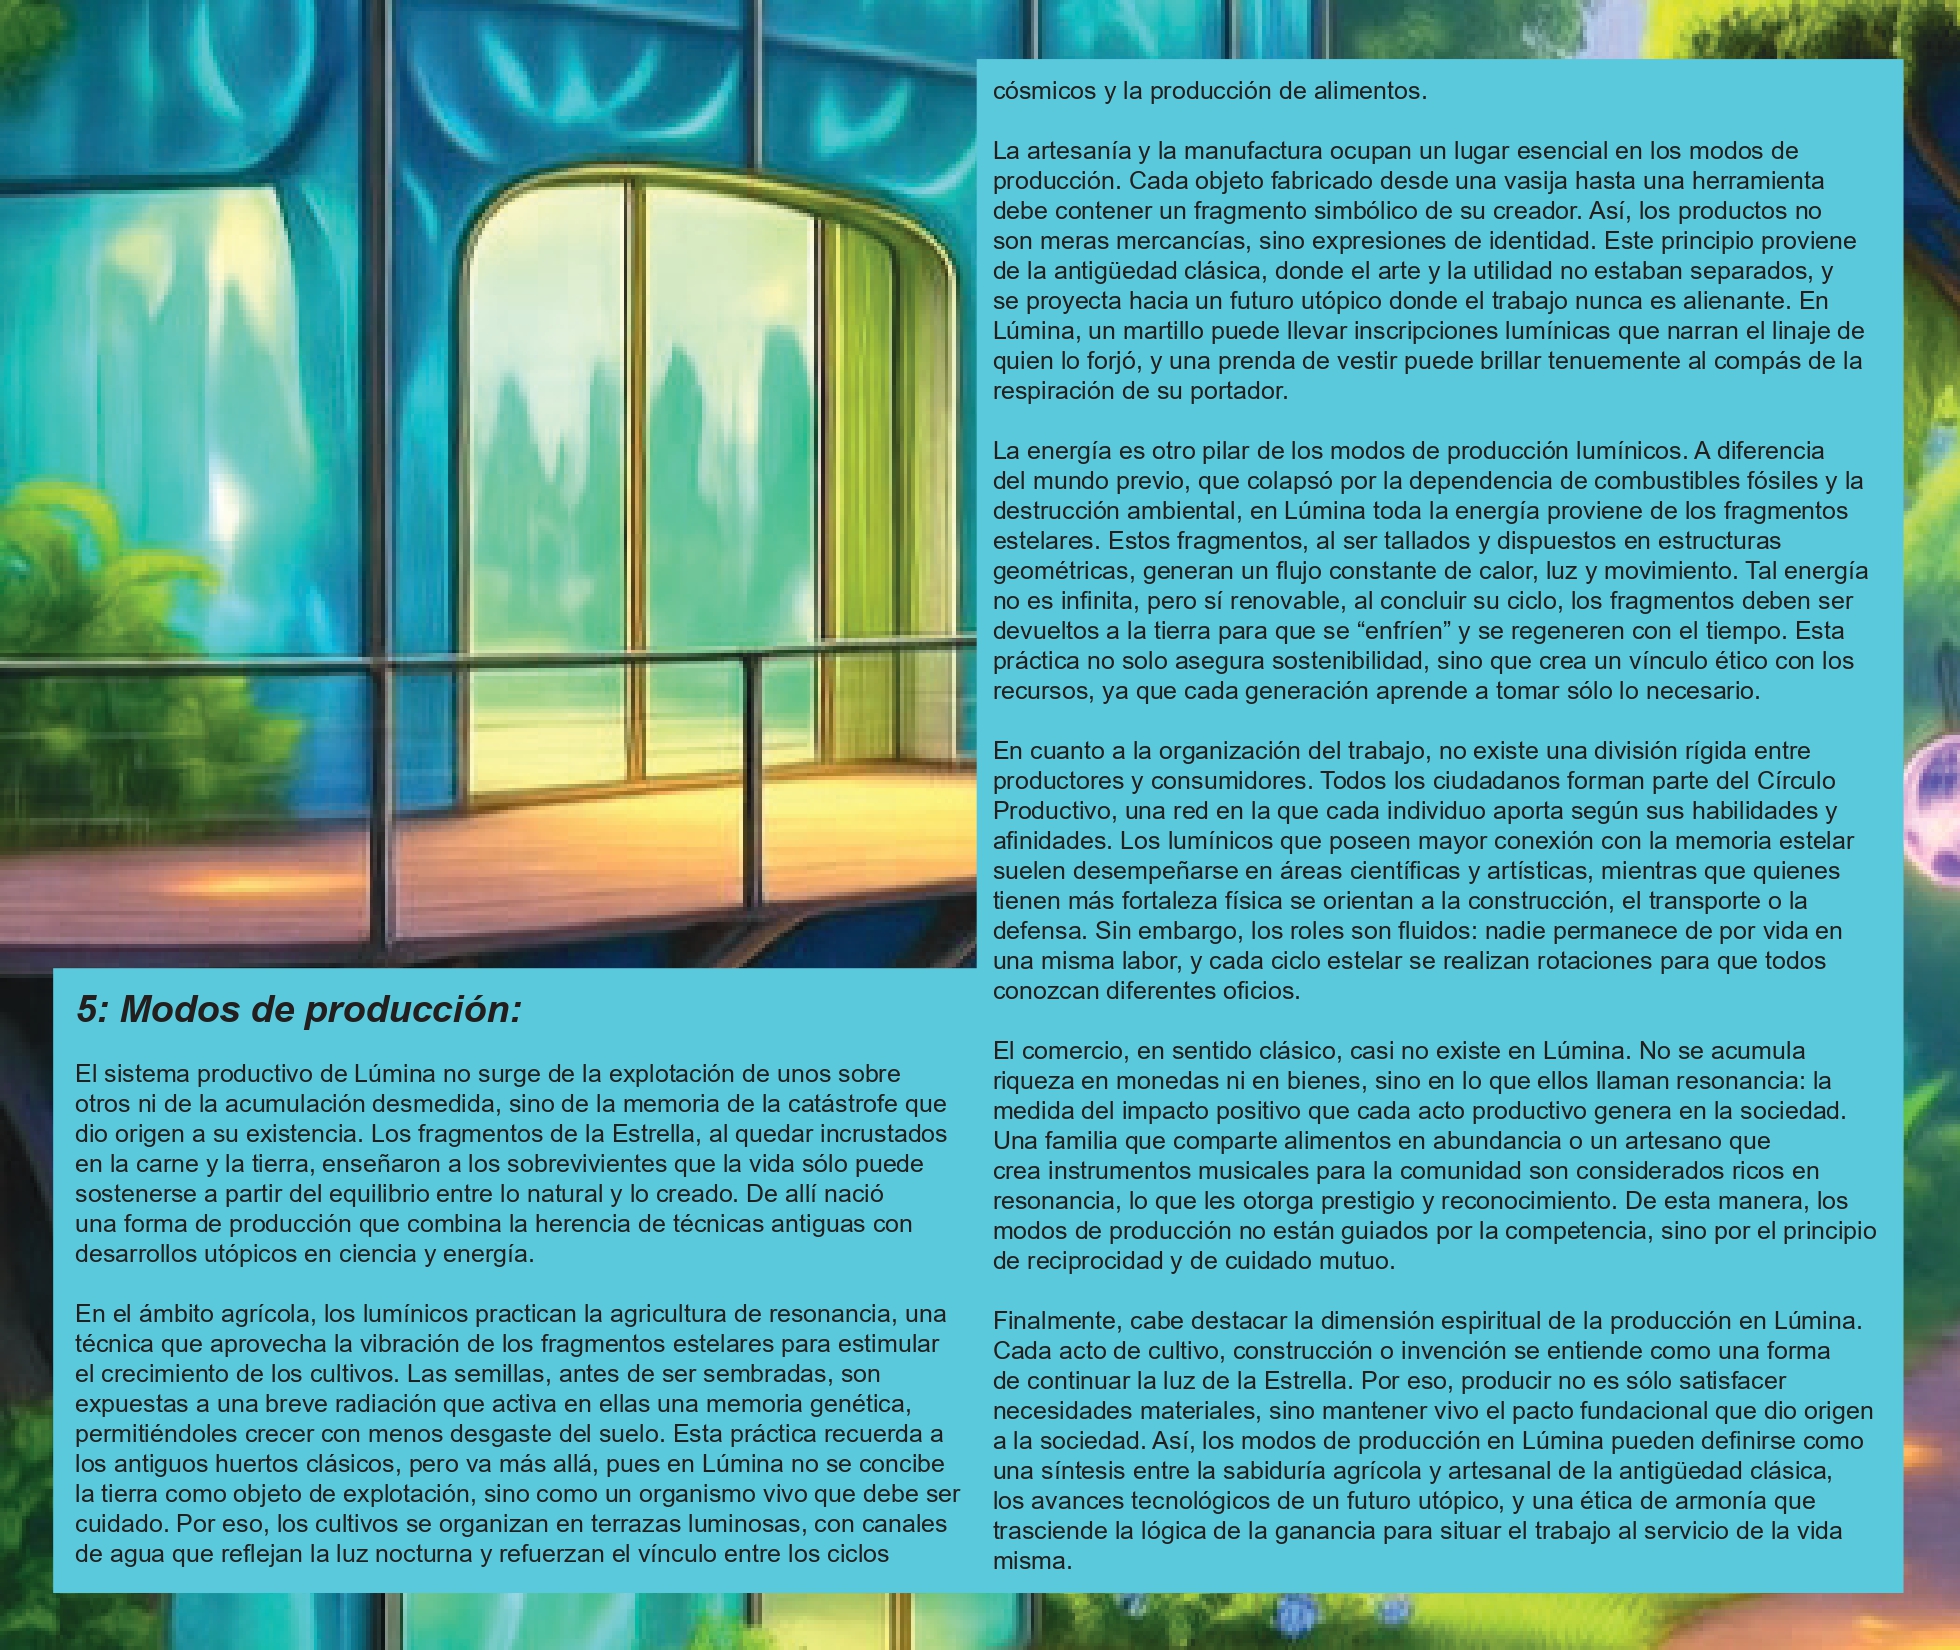 5: Modos de producción:
El sistema productivo de Lúmina no surge de la explotación de unos sobre
otros ni de la acumulación desmedida, sino de la memoria de la catástrofe que
dio origen a su existencia. Los fragmentos de la Estrella, al quedar incrustados
en la carne y la tierra, enseñaron a los sobrevivientes que la vida sólo puede
sostenerse a partir del equilibrio entre lo natural y lo creado. De allí nació
una forma de producción que combina la herencia de técnicas antiguas con
desarrollos utópicos en ciencia y energía.
En el ámbito agrícola, los lumínicos practican la agricultura de resonancia, una
técnica que aprovecha la vibración de los fragmentos estelares para estimular
el crecimiento de los cultivos. Las semillas, antes de ser sembradas, son
expuestas a una breve radiación que activa en ellas una memoria genética,
permitiéndoles crecer con menos desgaste del suelo. Esta práctica recuerda a
los antiguos huertos clásicos, pero va más allá, pues en Lúmina no se concibe
la tierra como objeto de explotación, sino como un organismo vivo que debe ser
cuidado. Por eso, los cultivos se organizan en terrazas luminosas, con canales
de agua que reflejan la luz nocturna y refuerzan el vínculo entre los ciclos
cósmicos y la producción de alimentos.
La artesanía y la manufactura ocupan un lugar esencial en los modos de
producción. Cada objeto fabricado desde una vasija hasta una herramienta
debe contener un fragmento simbólico de su creador. Así, los productos no
son meras mercancías, sino expresiones de identidad. Este principio proviene
de la antigüedad clásica, donde el arte y la utilidad no estaban separados, y
se proyecta hacia un futuro utópico donde el trabajo nunca es alienante. En
Lúmina, un martillo puede llevar inscripciones lumínicas que narran el linaje de
quien lo forjó, y una prenda de vestir puede brillar tenuemente al compás de la
respiración de su portador.
La energía es otro pilar de los modos de producción lumínicos. A diferencia
del mundo previo, que colapsó por la dependencia de combustibles fósiles y la
destrucción ambiental, en Lúmina toda la energía proviene de los fragmentos
estelares. Estos fragmentos, al ser tallados y dispuestos en estructuras
geométricas, generan un flujo constante de calor, luz y movimiento. Tal energía
no es infinita, pero sí renovable, al concluir su ciclo, los fragmentos deben ser
devueltos a la tierra para que se “enfríen” y se regeneren con el tiempo. Esta
práctica no solo asegura sostenibilidad, sino que crea un vínculo ético con los
recursos, ya que cada generación aprende a tomar sólo lo necesario.
En cuanto a la organización del trabajo, no existe una división rígida entre
productores y consumidores. Todos los ciudadanos forman parte del Círculo
Productivo, una red en la que cada individuo aporta según sus habilidades y
afinidades. Los lumínicos que poseen mayor conexión con la memoria estelar
suelen desempeñarse en áreas científicas y artísticas, mientras que quienes
tienen más fortaleza física se orientan a la construcción, el transporte o la
defensa. Sin embargo, los roles son fluidos: nadie permanece de por vida en
una misma labor, y cada ciclo estelar se realizan rotaciones para que todos
conozcan diferentes oficios.
El comercio, en sentido clásico, casi no existe en Lúmina. No se acumula
riqueza en monedas ni en bienes, sino en lo que ellos llaman resonancia: la
medida del impacto positivo que cada acto productivo genera en la sociedad.
Una familia que comparte alimentos en abundancia o un artesano que
crea instrumentos musicales para la comunidad son considerados ricos en
resonancia, lo que les otorga prestigio y reconocimiento. De esta manera, los
modos de producción no están guiados por la competencia, sino por el principio
de reciprocidad y de cuidado mutuo.
Finalmente, cabe destacar la dimensión espiritual de la producción en Lúmina.
Cada acto de cultivo, construcción o invención se entiende como una forma
de continuar la luz de la Estrella. Por eso, producir no es sólo satisfacer
necesidades materiales, sino mantener vivo el pacto fundacional que dio origen
a la sociedad. Así, los modos de producción en Lúmina pueden definirse como
una síntesis entre la sabiduría agrícola y artesanal de la antigüedad clásica,
los avances tecnológicos de un futuro utópico, y una ética de armonía que
trasciende la lógica de la ganancia para situar el trabajo al servicio de la vida
misma.